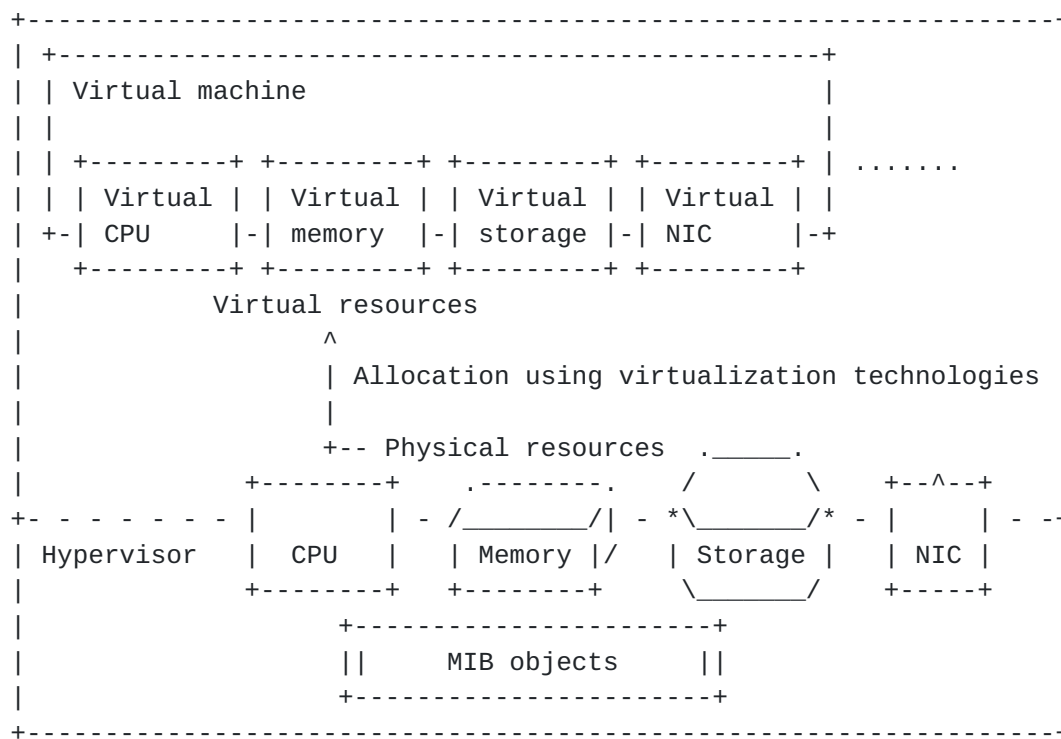 Virtual machine
.......
Virtual Virtual Virtual Virtual
CPU memory storage NIC
Virtual resources
Allocation using virtualization technologies
Physical resources
Hypervisor CPU Memory Storage NIC
MIB objects